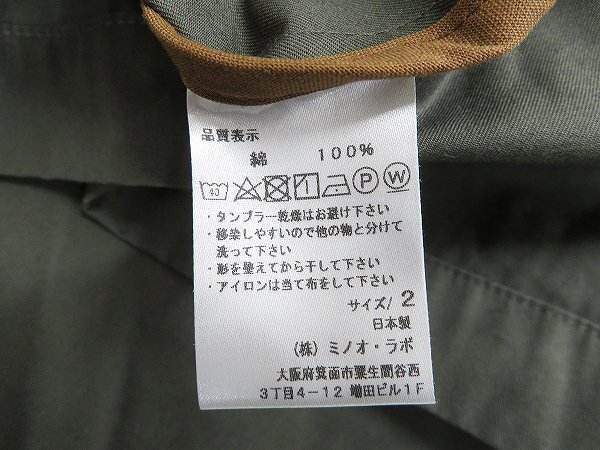 品質表示
綿 100%
40 P W
・タンブラー乾燥はお避け下さい
・移染しやすいので他の物と分けて
洗って下さい
・形を整えてから干して下さい
・アイロンは当て布をして下さい
サイズ/ 2
日本製
(株) ミノオ・ラボ
大阪府箕面市粟生間谷西
3丁目4-12 増田ビル1F